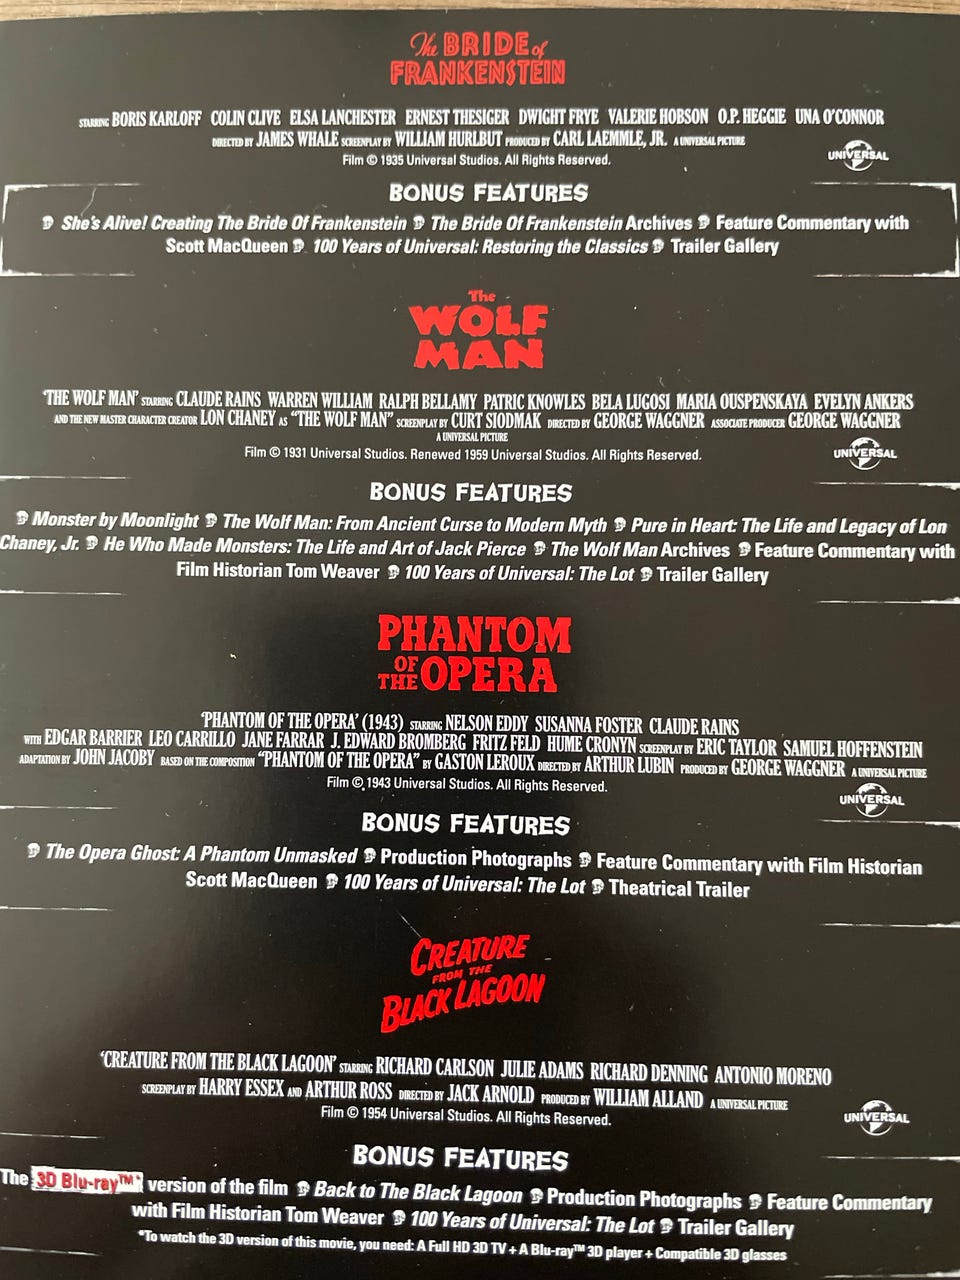 The BRIDE of
FRANKENSTEIN
STARRING BORIS KARLOFF COLIN CLIVE ELSA LANCHESTER ERNEST THESIGER DWIGHT FRYE VALERIE HOBSON O.P. HEGGIE UNA O'CONNOR
DIRECTED BY JAMES WHALE SCREENPLAY BY WILLIAM HURLBUT PRODUCED BY CARL LAEMMLE, JR. A UNIVERSAL PICTURE
Film © 1935 Universal Studios. All Rights Reserved.
UNIVERSAL
BONUS FEATURES
She's Alive! Creating The Bride Of Frankenstein The Bride Of Frankenstein Archives Feature Commentary with
Scott MacQueen 100 Years of Universal: Restoring the Classics Trailer Gallery
The
WOLF
MAN
'THE WOLF MAN' STARRING CLAUDE RAINS WARREN WILLIAM RALPH BELLAMY PATRIC KNOWLES BELA LUGOSI MARIA OUSPENSKAYA EVELYN ANKERS
AND THE NEW MASTER CHARACTER CREATOR LON CHANEY AS "THE WOLF MAN" SCREENPLAY BY CURT SIODMAK DIRECTED BY GEORGE WAGGNER ASSOCIATE PRODUCER GEORGE WAGGNER
A UNIVERSAL PICTURE
Film © 1931 Universal Studios. Renewed 1959 Universal Studios. All Rights Reserved.
UNIVERSAL
BONUS FEATURES
Monster by Moonlight The Wolf Man: From Ancient Curse to Modern Myth Pure in Heart: The Life and Legacy of Lon
Chaney, Jr. He Who Made Monsters: The Life and Art of Jack Pierce The Wolf Man Archives Feature Commentary with
Film Historian Tom Weaver 100 Years of Universal: The Lot Trailer Gallery
PHANTOM
OF THE OPERA
'PHANTOM OF THE OPERA' (1943) STARRING NELSON EDDY SUSANNA FOSTER CLAUDE RAINS
WITH EDGAR BARRIER LEO CARRILLO JANE FARRAR J. EDWARD BROMBERG FRITZ FELD HUME CRONYN SCREENPLAY BY ERIC TAYLOR SAMUEL HOFFENSTEIN
ADAPTATION BY JOHN JACOBY BASED ON THE COMPOSITION "PHANTOM OF THE OPERA" BY GASTON LEROUX DIRECTED BY ARTHUR LUBIN PRODUCED BY GEORGE WAGGNER A UNIVERSAL PICTURE
Film © 1943 Universal Studios. All Rights Reserved.
UNIVERSAL
BONUS FEATURES
The Opera Ghost: A Phantom Unmasked Production Photographs Feature Commentary with Film Historian
Scott MacQueen 100 Years of Universal: The Lot Theatrical Trailer
CREATURE
FROM THE
BLACK LAGOON
'CREATURE FROM THE BLACK LAGOON' STARRING RICHARD CARLSON JULIE ADAMS RICHARD DENNING ANTONIO MORENO
SCREENPLAY BY HARRY ESSEX AND ARTHUR ROSS DIRECTED BY JACK ARNOLD PRODUCED BY WILLIAM ALLAND A UNIVERSAL PICTURE
Film © 1954 Universal Studios. All Rights Reserved.
UNIVERSAL
BONUS FEATURES
The 3D Blu-ray™* version of the film Back to The Black Lagoon Production Photographs Feature Commentary
with Film Historian Tom Weaver 100 Years of Universal: The Lot Trailer Gallery
*To watch the 3D version of this movie, you need: A Full HD 3D TV + A Blu-ray™ 3D player + Compatible 3D glasses